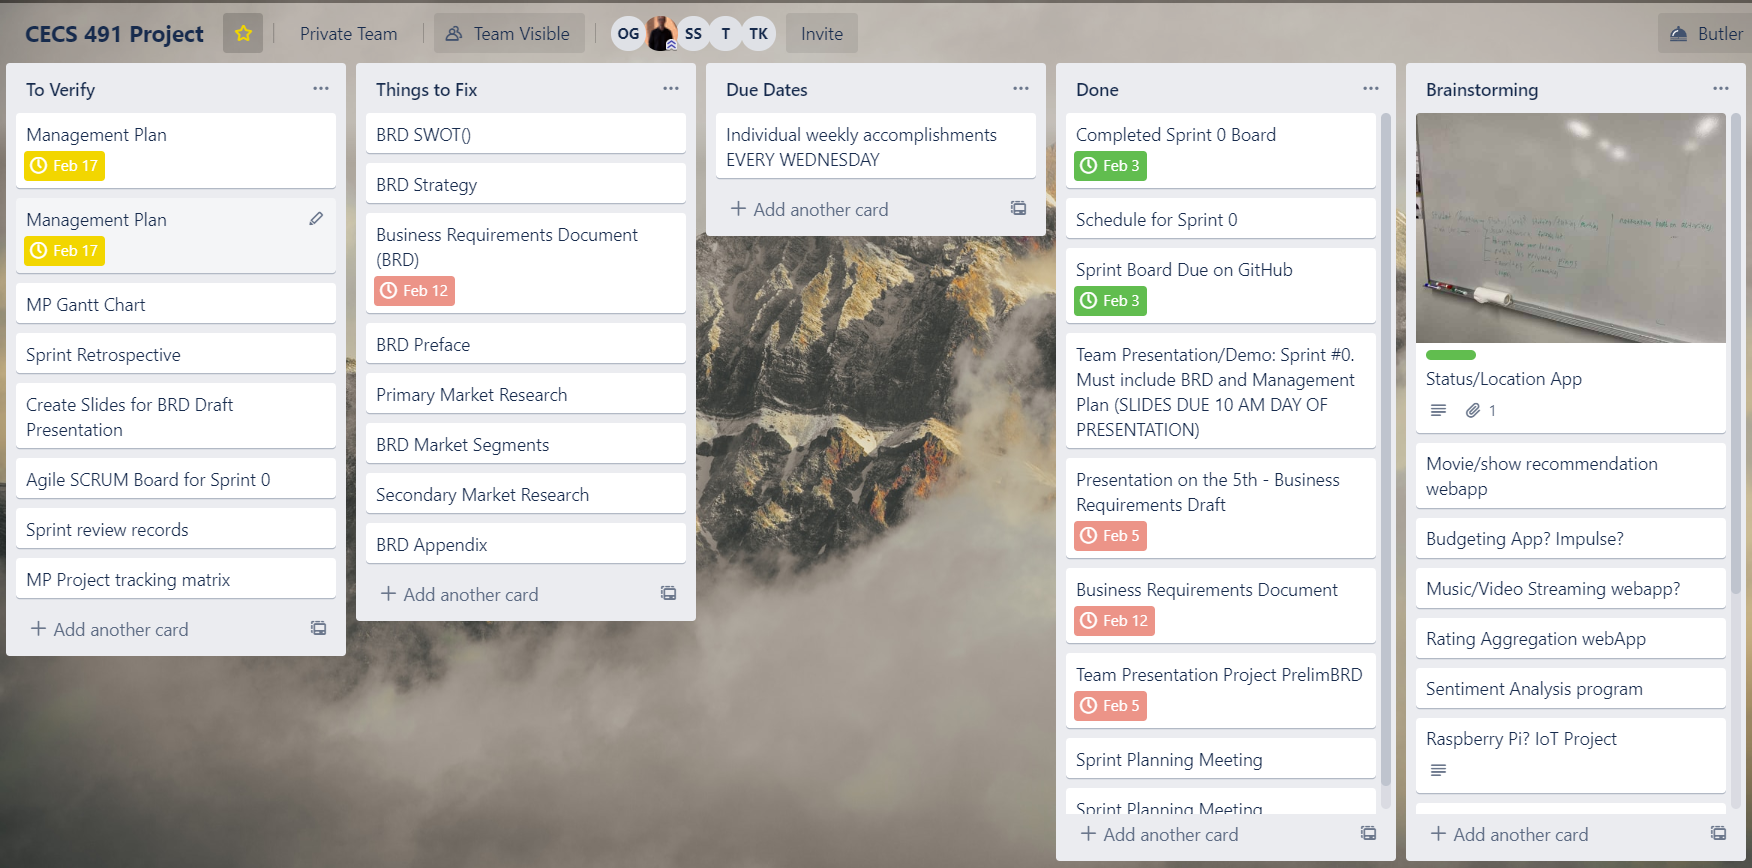 CECS 491 Project
Private Team
Team Visible
OG
SS
T
TK
Invite
Butler
To Verify
Management Plan
Feb 17
Management Plan
Feb 17
MP Gantt Chart
Sprint Retrospective
Create Slides for BRD Draft
Presentation
Agile SCRUM Board for Sprint 0
Sprint review records
MP Project tracking matrix
+ Add another card
Things to Fix
BRD SWOT()
BRD Strategy
Business Requirements Document
(BRD)
Feb 12
BRD Preface
Primary Market Research
BRD Market Segments
Secondary Market Research
BRD Appendix
+ Add another card
Due Dates
Individual weekly accomplishments
EVERY WEDNESDAY
+ Add another card
Done
Completed Sprint 0 Board
Feb 3
Schedule for Sprint 0
Sprint Board Due on GitHub
Feb 3
Team Presentation/Demo: Sprint #0.
Must include BRD and Management
Plan (SLIDES DUE 10 AM DAY OF
PRESENTATION)
Feb 5
Presentation on the 5th - Business
Requirements Draft
Business Requirements Document
Feb 12
Team Presentation Project PrelimBRD
Feb 5
Sprint Planning Meeting
Sprint Planning Meeting
+ Add another card
Brainstorming
Status/Location App
1
Movie/show recommendation
webapp
Budgeting App? Impulse?
Music/Video Streaming webapp?
Rating Aggregation webApp
Sentiment Analysis program
Raspberry Pi? IoT Project
+ Add another card